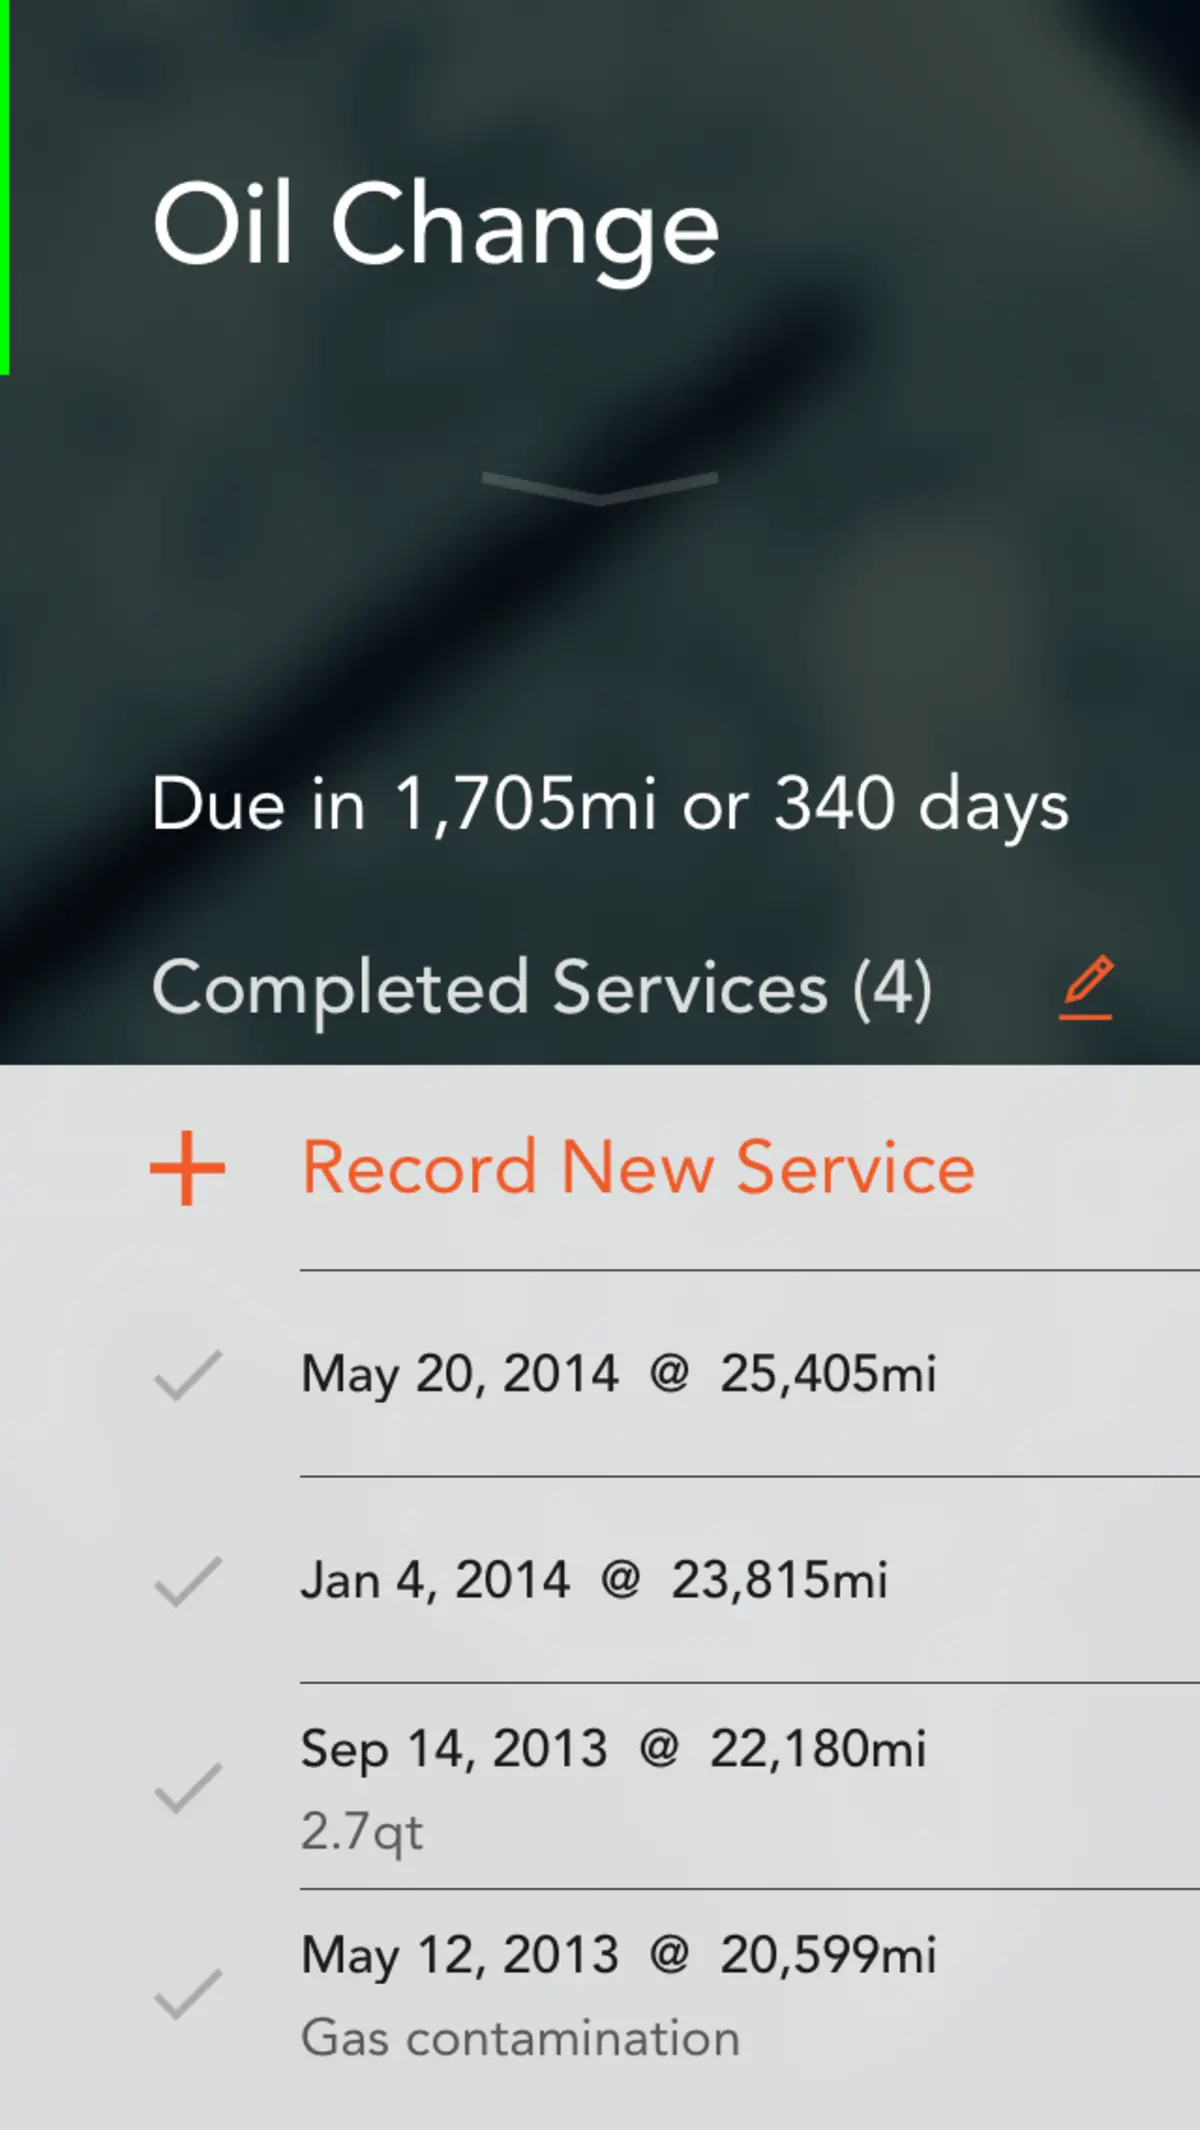 Oil Change
Due in 1,705mi or 340 days
Completed Services (4)
Record New Service
May 20, 2014 @ 25,405mi
Jan 4, 2014 @ 23,815mi
Sep 14, 2013 @ 22,180mi
2.7qt
May 12, 2013 @ 20,599mi
Gas contamination